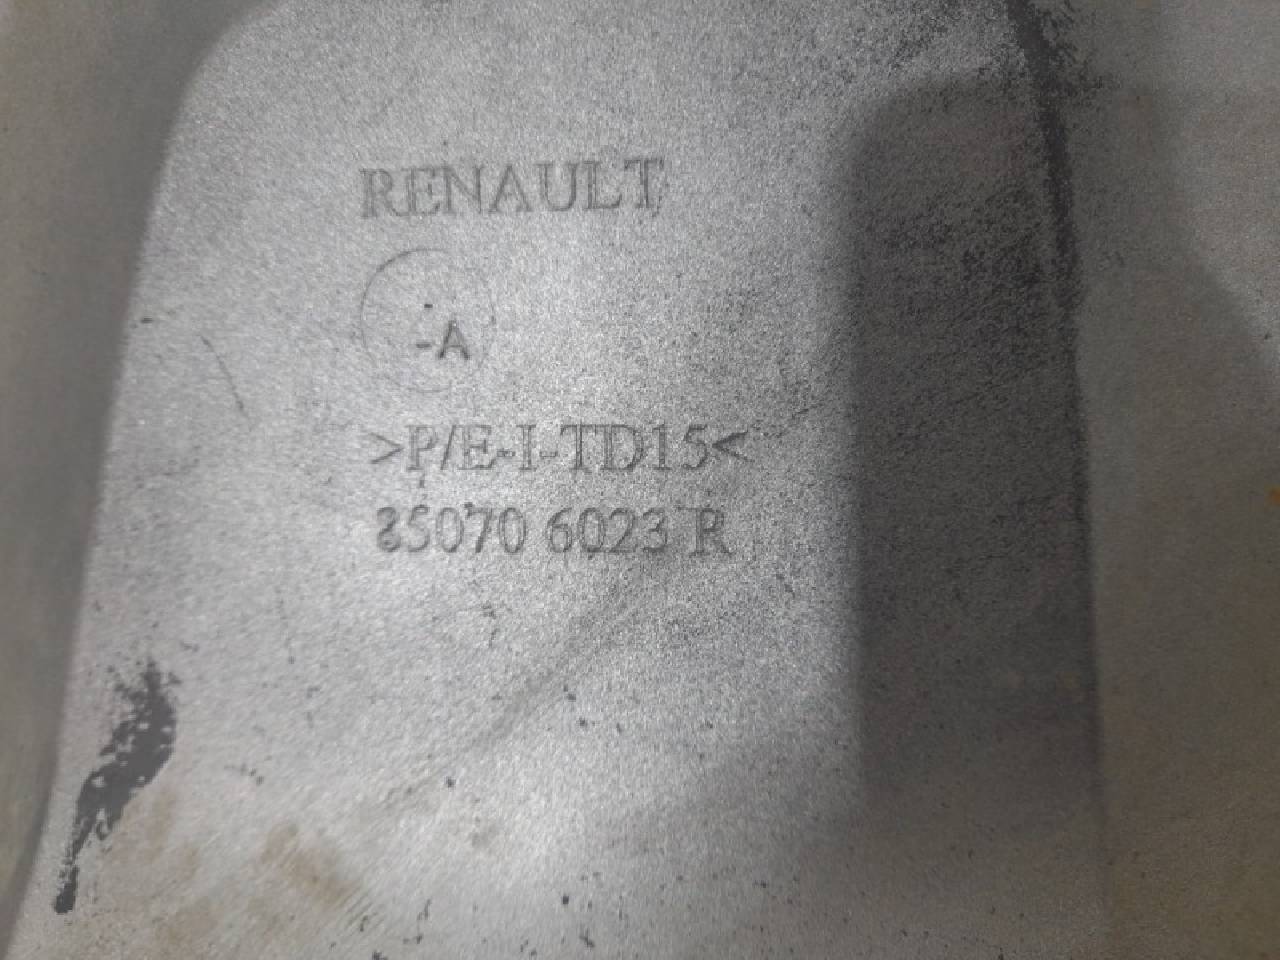 RENAULT
-A
>P/E-I-TD15<
85070 6023 R